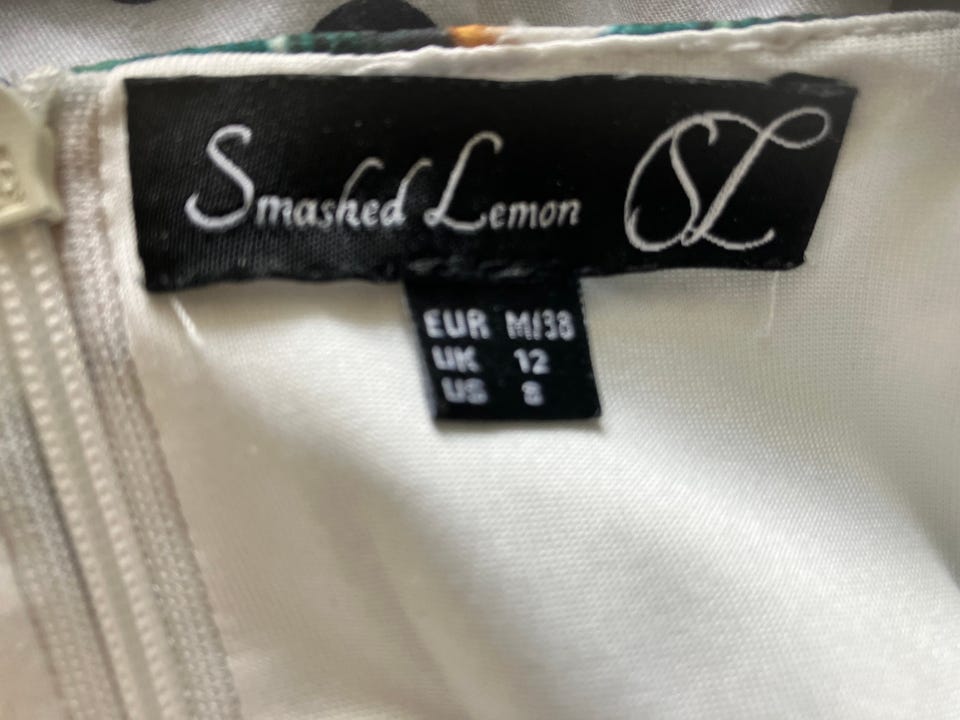 Smashed Lemon SL
EUR M/38
UK 12
US 8